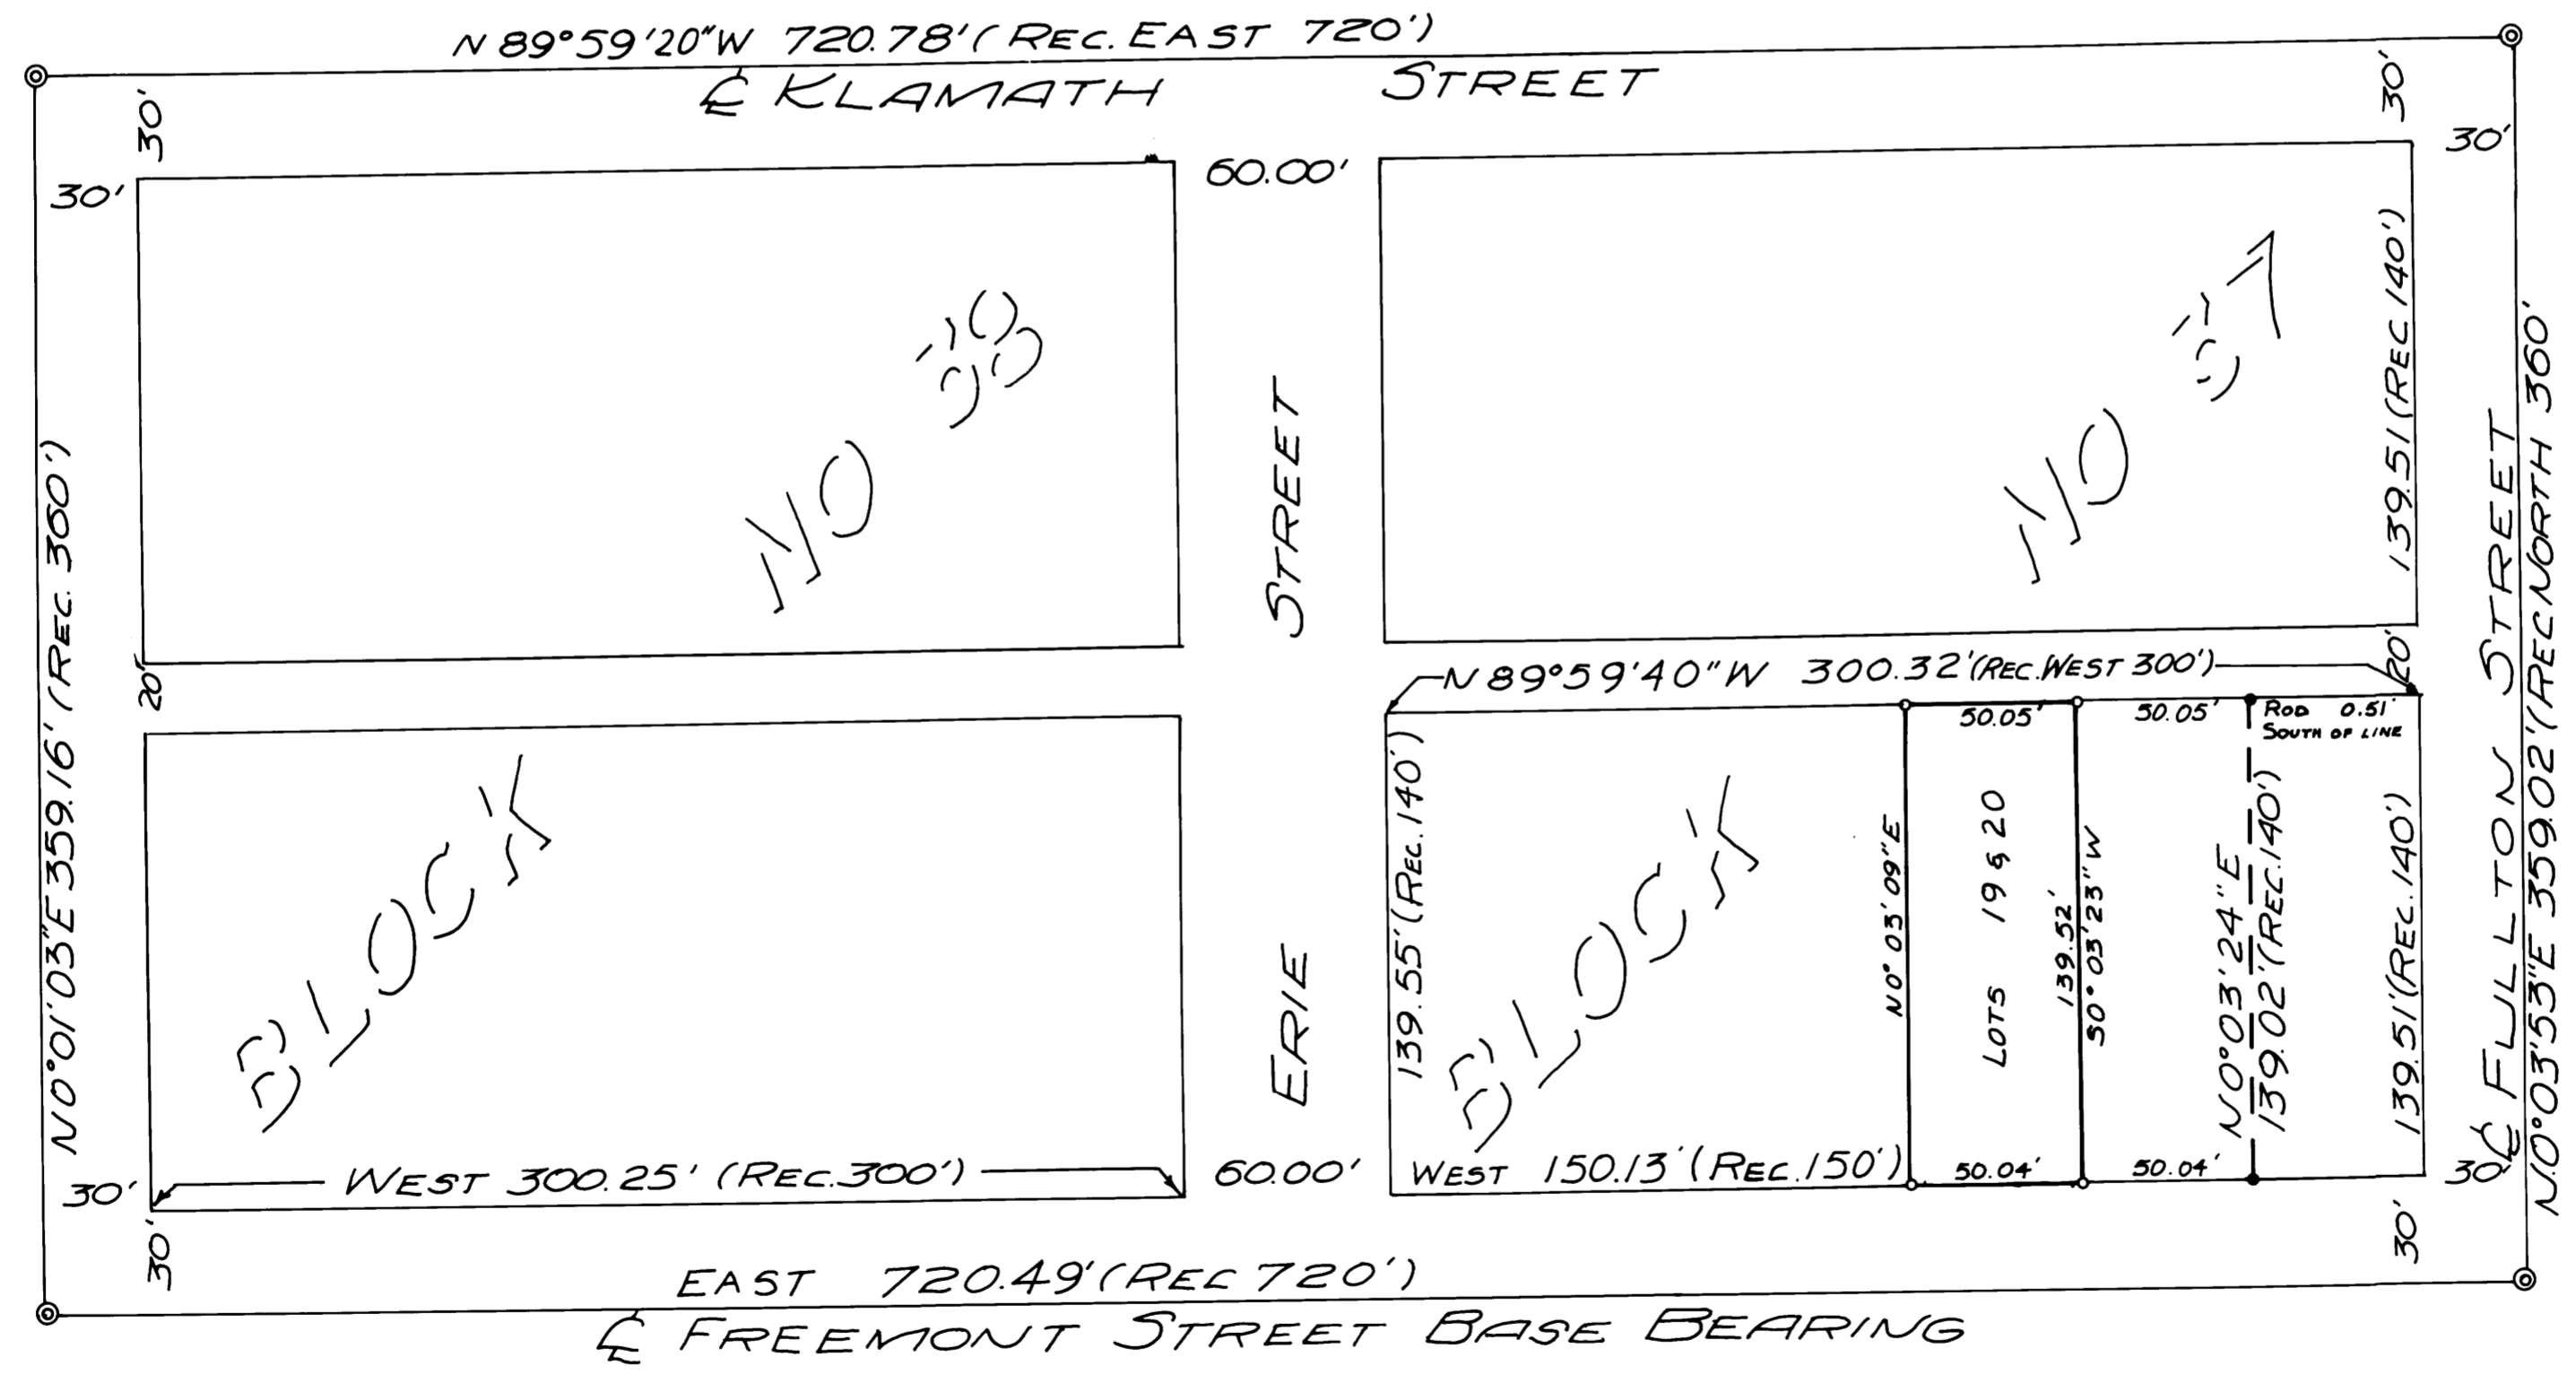 N 89°59'20"W 720.78' (REC. EAST 720')
℄ KLAMATH STREET
30'
30'
30'
60.00'
30'
NO 38
NO 37
139.51 (REC 140')
STREET
20'
20'
N 89°59'40"W 300.32' (REC. WEST 300')
50.05'
50.05'
ROD 0.51'
SOUTH OF LINE
N0°01'03"E 359.16' (REC. 360')
BLOCK
ERIE
139.55' (REC. 140')
BLOCK
N0°03'09"E
LOTS 19 & 20
139.52'
S0°03'23"W
N0°03'24"E
139.02' (REC. 140')
139.51' (REC. 140')
℄ FULLTON STREET
N0°03'53"E 359.02' (REC NORTH 360'
30'
WEST 300.25' (REC. 300')
60.00'
WEST 150.13' (REC. 150')
50.04'
50.04'
30'
30'
30'
EAST 720.49' (REC 720')
℄ FREEMONT STREET BASE BEARING